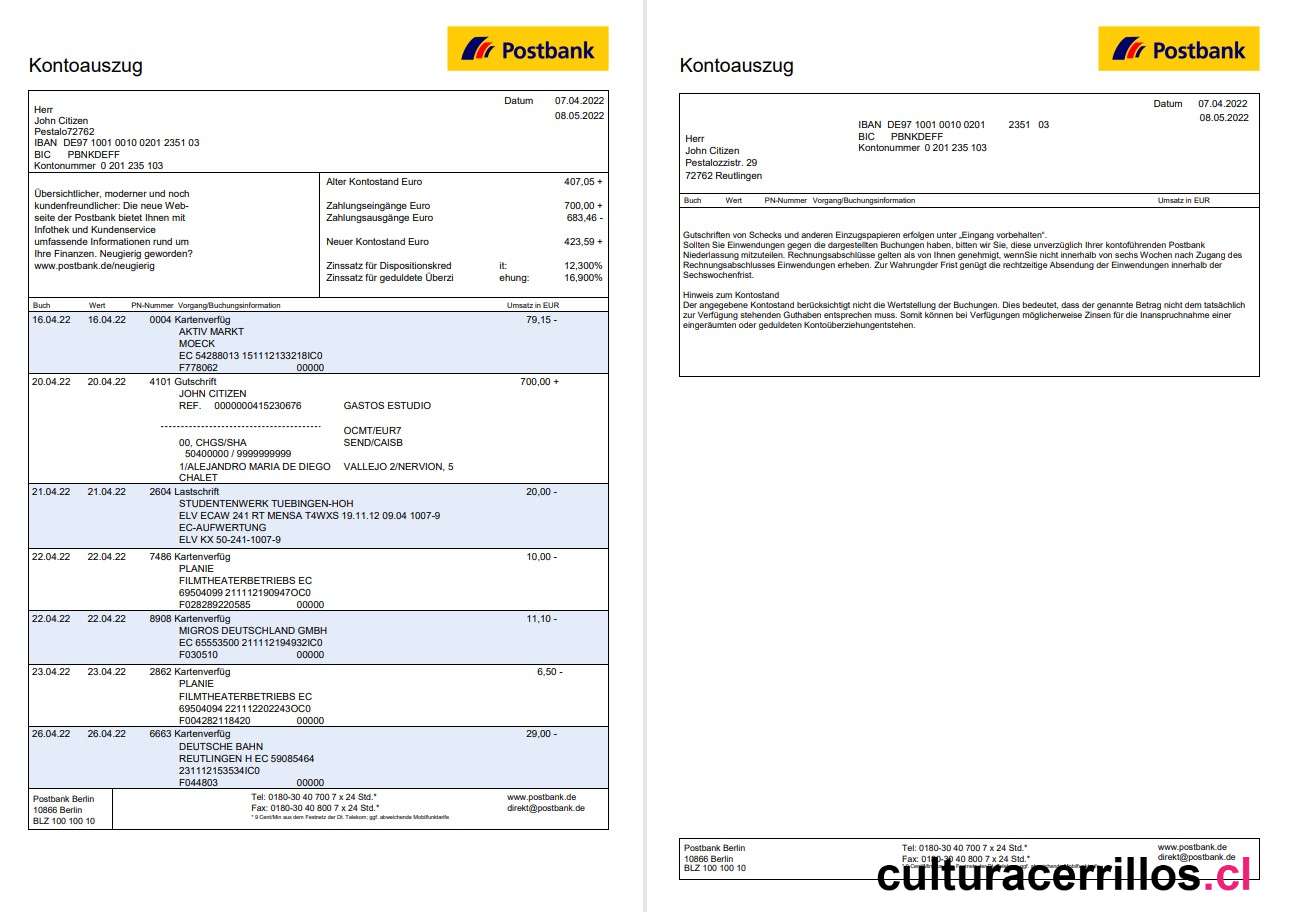 Postbank
Kontoauszug
Datum 07.04.2022
08.05.2022
Herr
John Citizen
Pestalo72762
IBAN DE97 1001 0010 0201 2351 03
BIC PBNKDEFF
Kontonummer 0 201 235 103
Übersichtlicher, moderner und noch
kundenfreundlicher: Die neue Web-
seite der Postbank bietet Ihnen mit
Infothek und Kundenservice
umfassende Informationen rund um
Ihre Finanzen. Neugierig geworden?
www.postbank.de/neugierig
Alter Kontostand Euro 407,05 +
Zahlungseingänge Euro 700,00 +
Zahlungsausgänge Euro 683,46 -
Neuer Kontostand Euro 423,59 +
Zinssatz für Dispositionskred it: 12,300%
Zinssatz für geduldete Überzi ehung: 16,900%
Buch Wert PN-Nummer Vorgang/Buchungsinformation Umsatz in EUR
16.04.22 16.04.22 0004 Kartenverfüg 79,15 -
AKTIV MARKT
MOECK
EC 54288013 151112133218IC0
F778062 00000
20.04.22 20.04.22 4101 Gutschrift 700,00 +
JOHN CITIZEN
REF. 0000000415230676 GASTOS ESTUDIO
OCMT/EUR7
00, CHGS/SHA SEND/CAISB
50400000 / 9999999999
1/ALEJANDRO MARIA DE DIEGO VALLEJO 2/NERVION, 5
CHALET
21.04.22 21.04.22 2604 Lastschrift 20,00 -
STUDENTENWERK TUEBINGEN-HOH
ELV ECAW 241 RT MENSA T4WXS 19.11.12 09.04 1007-9
EC-AUFWERTUNG
ELV KX 50-241-1007-9
22.04.22 22.04.22 7486 Kartenverfüg 10,00 -
PLANIE
FILMTHEATERBETRIEBS EC
69504099 211112190947OC0
F028289220585 00000
22.04.22 22.04.22 8908 Kartenverfüg 11,10 -
MIGROS DEUTSCHLAND GMBH
EC 65553500 211112194932IC0
F030510 00000
23.04.22 23.04.22 2862 Kartenverfüg 6,50 -
PLANIE
FILMTHEATERBETRIEBS EC
69504094 221112202243OC0
F004282118420 00000
26.04.22 26.04.22 6663 Kartenverfüg 29,00 -
DEUTSCHE BAHN
REUTLINGEN H EC 59085464
231112153534IC0
F044803 00000
Postbank Berlin
10866 Berlin
BLZ 100 100 10
Tel: 0180-30 40 700 7 x 24 Std.*
Fax: 0180-30 40 800 7 x 24 Std.*
* 9 Cent/Min aus dem Festnetz der Dt. Telekom; ggf. abweichende Mobilfunktarife
www.postbank.de
direkt@postbank.de
Postbank
Kontoauszug
Datum 07.04.2022
08.05.2022
IBAN DE97 1001 0010 0201 2351 03
BIC PBNKDEFF
Kontonummer 0 201 235 103
Herr
John Citizen
Pestalozzistr. 29
72762 Reutlingen
Buch Wert PN-Nummer Vorgang/Buchungsinformation Umsatz in EUR
Gutschriften von Schecks und anderen Einzugspapieren erfolgen unter „Eingang vorbehalten“.
Sollten Sie Einwendungen gegen die dargestellten Buchungen haben, bitten wir Sie, diese unverzüglich Ihrer kontoführenden Postbank
Niederlassung mitzuteilen. Rechnungsabschlüsse gelten als von Ihnen genehmigt, wennSie nicht innerhalb von sechs Wochen nach Zugang des
Rechnungsabschlusses Einwendungen erheben. Zur Wahrungder Frist genügt die rechtzeitige Absendung der Einwendungen innerhalb der
Sechswochenfrist.
Hinweis zum Kontostand
Der angegebene Kontostand berücksichtigt nicht die Wertstellung der Buchungen. Dies bedeutet, dass der genannte Betrag nicht dem tatsächlich
zur Verfügung stehenden Guthaben entsprechen muss. Somit können bei Verfügungen möglicherweise Zinsen für die Inanspruchnahme einer
eingeräumten oder geduldeten Kontoüberziehungentstehen.
Postbank Berlin
10866 Berlin
BLZ 100 100 10
Tel: 0180-30 40 700 7 x 24 Std.*
Fax: 0180-30 40 800 7 x 24 Std.*
www.postbank.de
direkt@postbank.de
culturacerrillos.cl